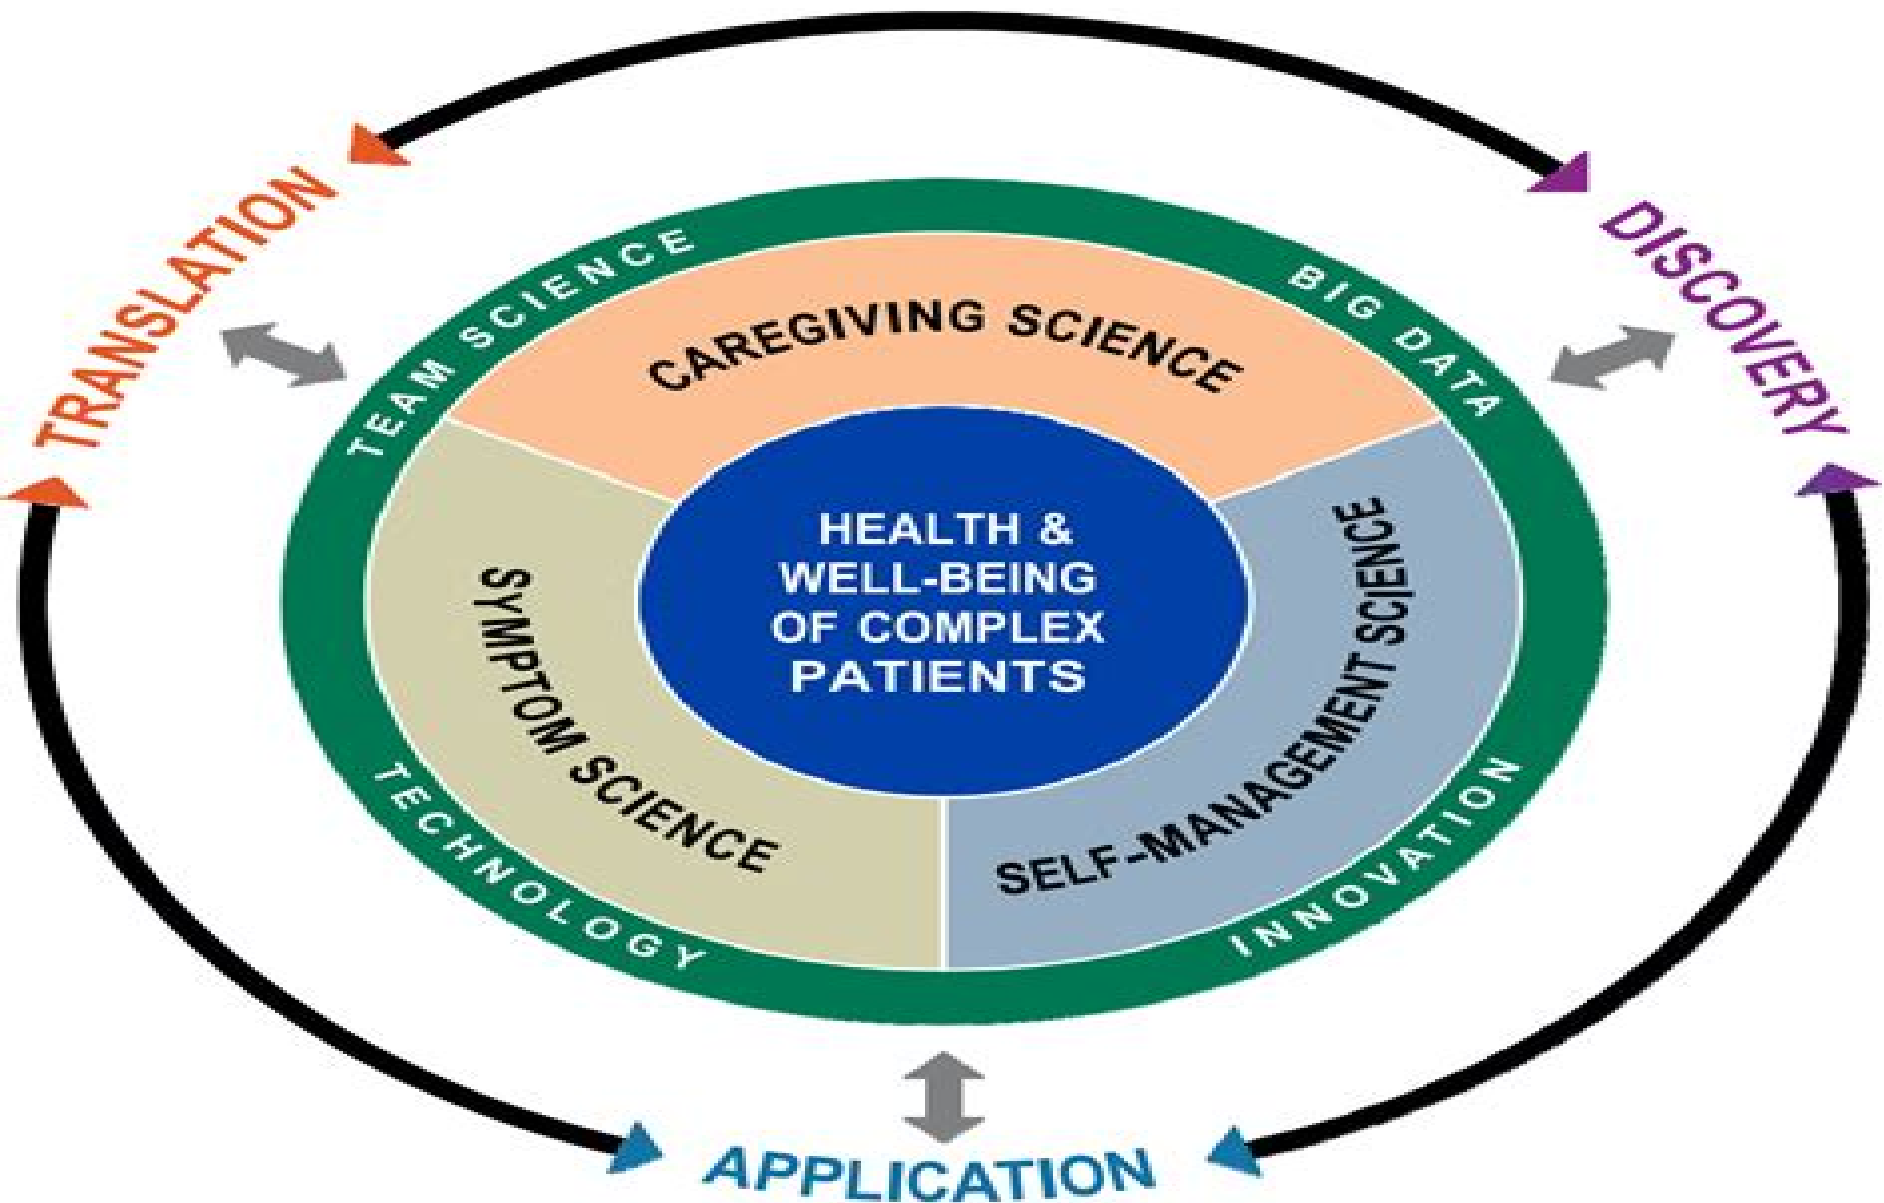 TRANSLATION
DISCOVERY
TEAM SCIENCE
BIG DATA
CAREGIVING SCIENCE
HEALTH &
WELL-BEING
OF COMPLEX
PATIENTS
SYMPTOM SCIENCE
SELF-MANAGEMENT SCIENCE
TECHNOLOGY
INNOVATION
APPLICATION